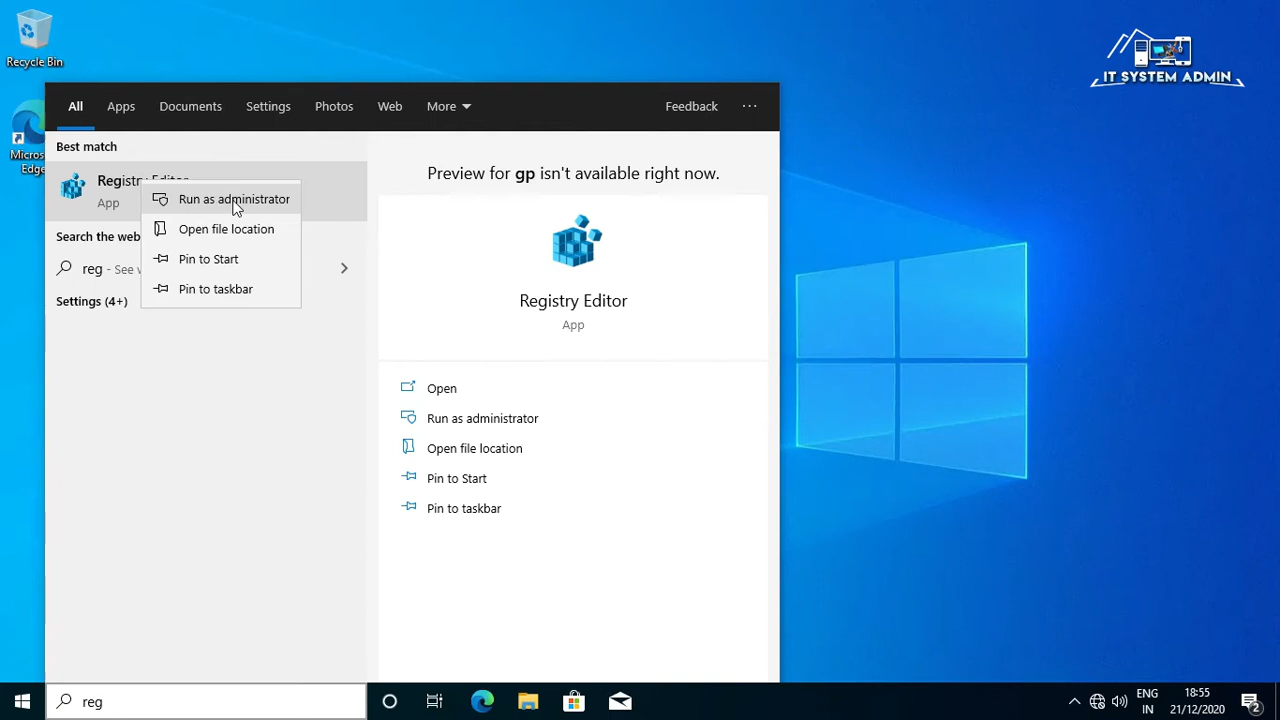 Recycle Bin
IT SYSTEM ADMIN
All Apps Documents Settings Photos Web More Feedback ...
Best match
Registry Editor
App
Run as administrator
Open file location
Pin to Start
Pin to taskbar
Search the web
reg - See w
Settings (4+)
Micros
Edge
Preview for gp isn't available right now.
Registry Editor
App
Open
Run as administrator
Open file location
Pin to Start
Pin to taskbar
reg
ENG
IN
18:55
21/12/2020
2